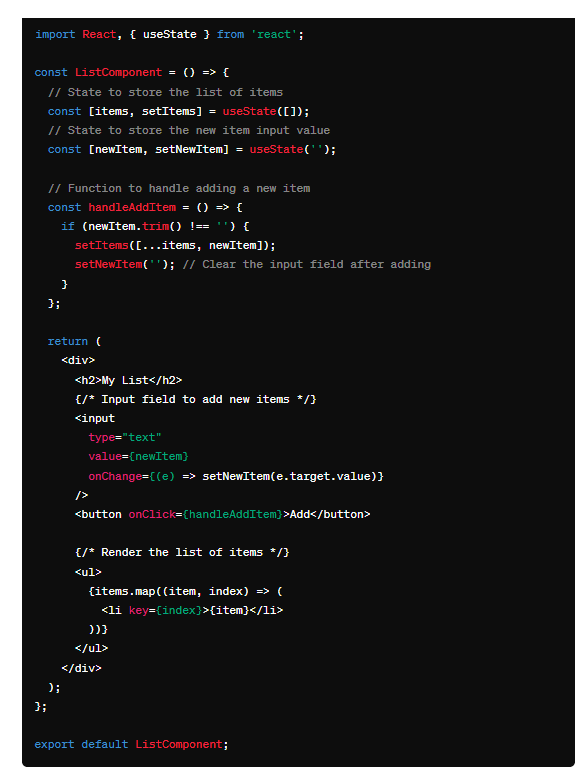 import React, { useState } from 'react';

const ListComponent = () => {
  // State to store the list of items
  const [items, setItems] = useState([]);
  // State to store the new item input value
  const [newItem, setNewItem] = useState('');

  // Function to handle adding a new item
  const handleAddItem = () => {
    if (newItem.trim() !== '') {
      setItems([...items, newItem]);
      setNewItem(''); // Clear the input field after adding
    }
  };

  return (
    <div>
      <h2>My List</h2>
      {/* Input field to add new items */}
      <input
        type="text"
        value={newItem}
        onChange={(e) => setNewItem(e.target.value)}
      />
      <button onClick={handleAddItem}>Add</button>

      {/* Render the list of items */}
      <ul>
        {items.map((item, index) => (
          <li key={index}>{item}</li>
        ))}
      </ul>
    </div>
  );
};

export default ListComponent;